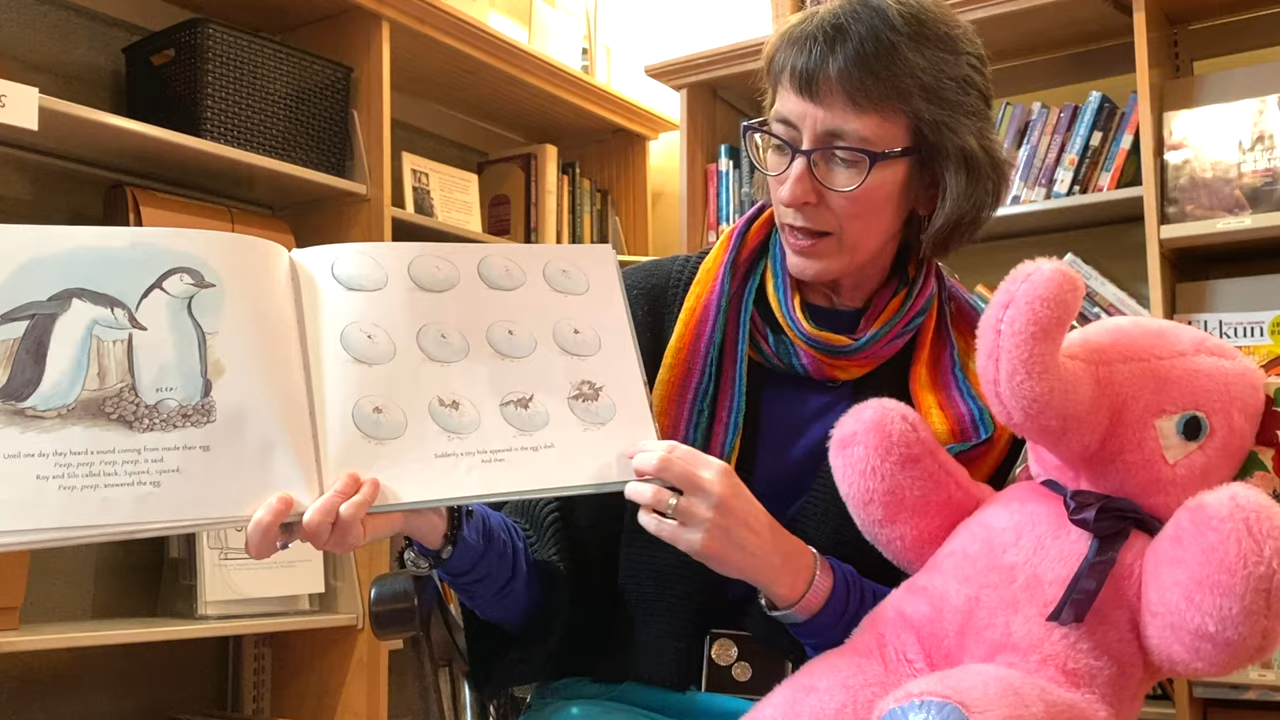 S
PEEP!
Until one day they heard a sound coming from inside their egg.
Peep, peep. Peep, peep, it said.
Roy and Silo called back, Squawk, squawk.
Peep, peep, answered the egg.
Suddenly a tiny hole appeared in the egg's shell.
And then
kkun